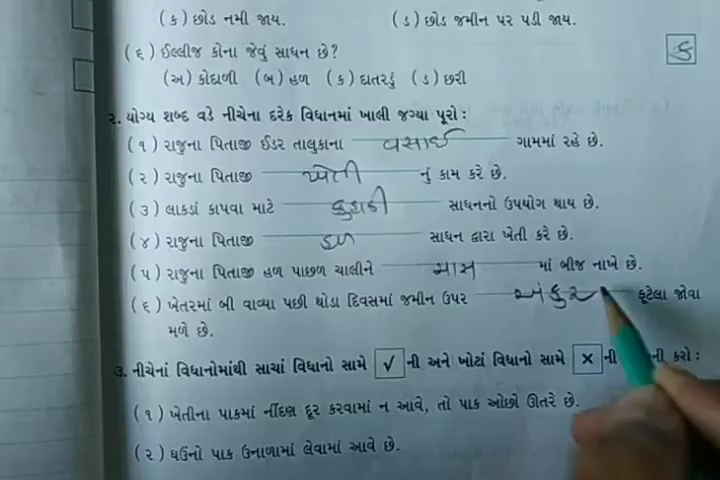 (ક) છોડ નમી જાય. (ડ) છોડ જમીન પર પડી જાય.
(૬) ઈલ્લીજ કોના જેવું સાધન છે? ક
(અ) કોદાળી (બ) હળ (ક) દાતરડું (ડ) છરી
૨. યોગ્ય શબ્દ વડે નીચેના દરેક વિધાનમાં ખાલી જગ્યા પૂરો :
(૧) રાજુના પિતાજી ઈડર તાલુકાના વસાઈ ગામમાં રહે છે.
(૨) રાજુના પિતાજી ખેતી નું કામ કરે છે.
(૩) લાકડાં કાપવા માટે કુહાડી સાધનનો ઉપયોગ થાય છે.
(૪) રાજુના પિતાજી હળ સાધન દ્વારા ખેતી કરે છે.
(૫) રાજુના પિતાજી હળ પાછળ ચાલીને ચાસ માં બીજ નાખે છે.
(૬) ખેતરમાં બી વાવ્યા પછી થોડા દિવસમાં જમીન ઉપર અંકુર ફૂટેલા જોવા
મળે છે.
૩. નીચેનાં વિધાનોમાંથી સાચાં વિધાનો સામે ✓ ની અને ખોટાં વિધાનો સામે × ની કરો :
(૧) ખેતીના પાકમાં નીંદણ દૂર કરવામાં ન આવે, તો પાક ઓછો ઊતરે છે.
(૨) ઘઉંનો પાક ઉનાળામાં લેવામાં આવે છે.